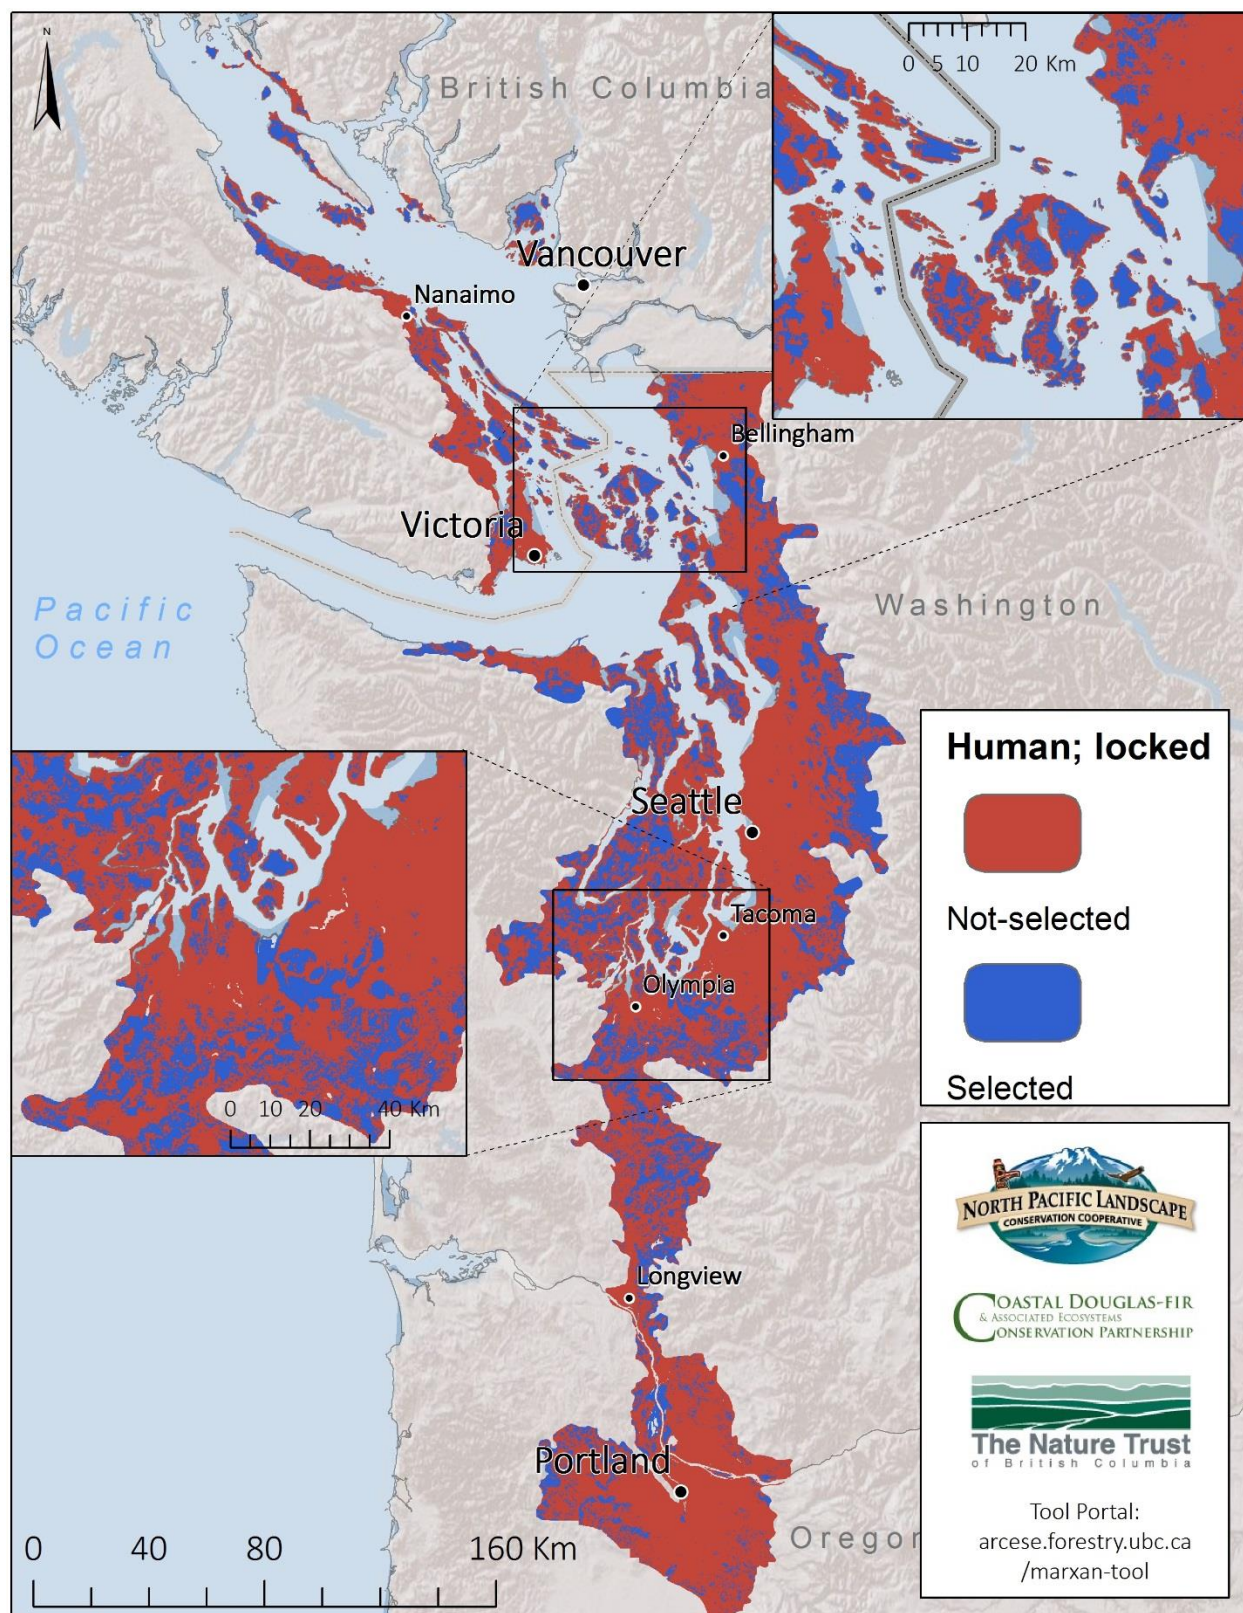 N
British Columbia
0 5 10 20 Km
Vancouver
Nanaimo
Bellingham
Victoria
Pacific
Ocean
Washington
Seattle
Tacoma
Olympia
0 10 20 40 Km
Longview
Portland
Oregon
0 40 80 160 Km
Human; locked
Not-selected
Selected
NORTH PACIFIC LANDSCAPE
CONSERVATION COOPERATIVE
COASTAL DOUGLAS-FIR
& ASSOCIATED ECOSYSTEMS
CONSERVATION PARTNERSHIP
The Nature Trust
of British Columbia
Tool Portal:
arcese.forestry.ubc.ca
/marxan-tool